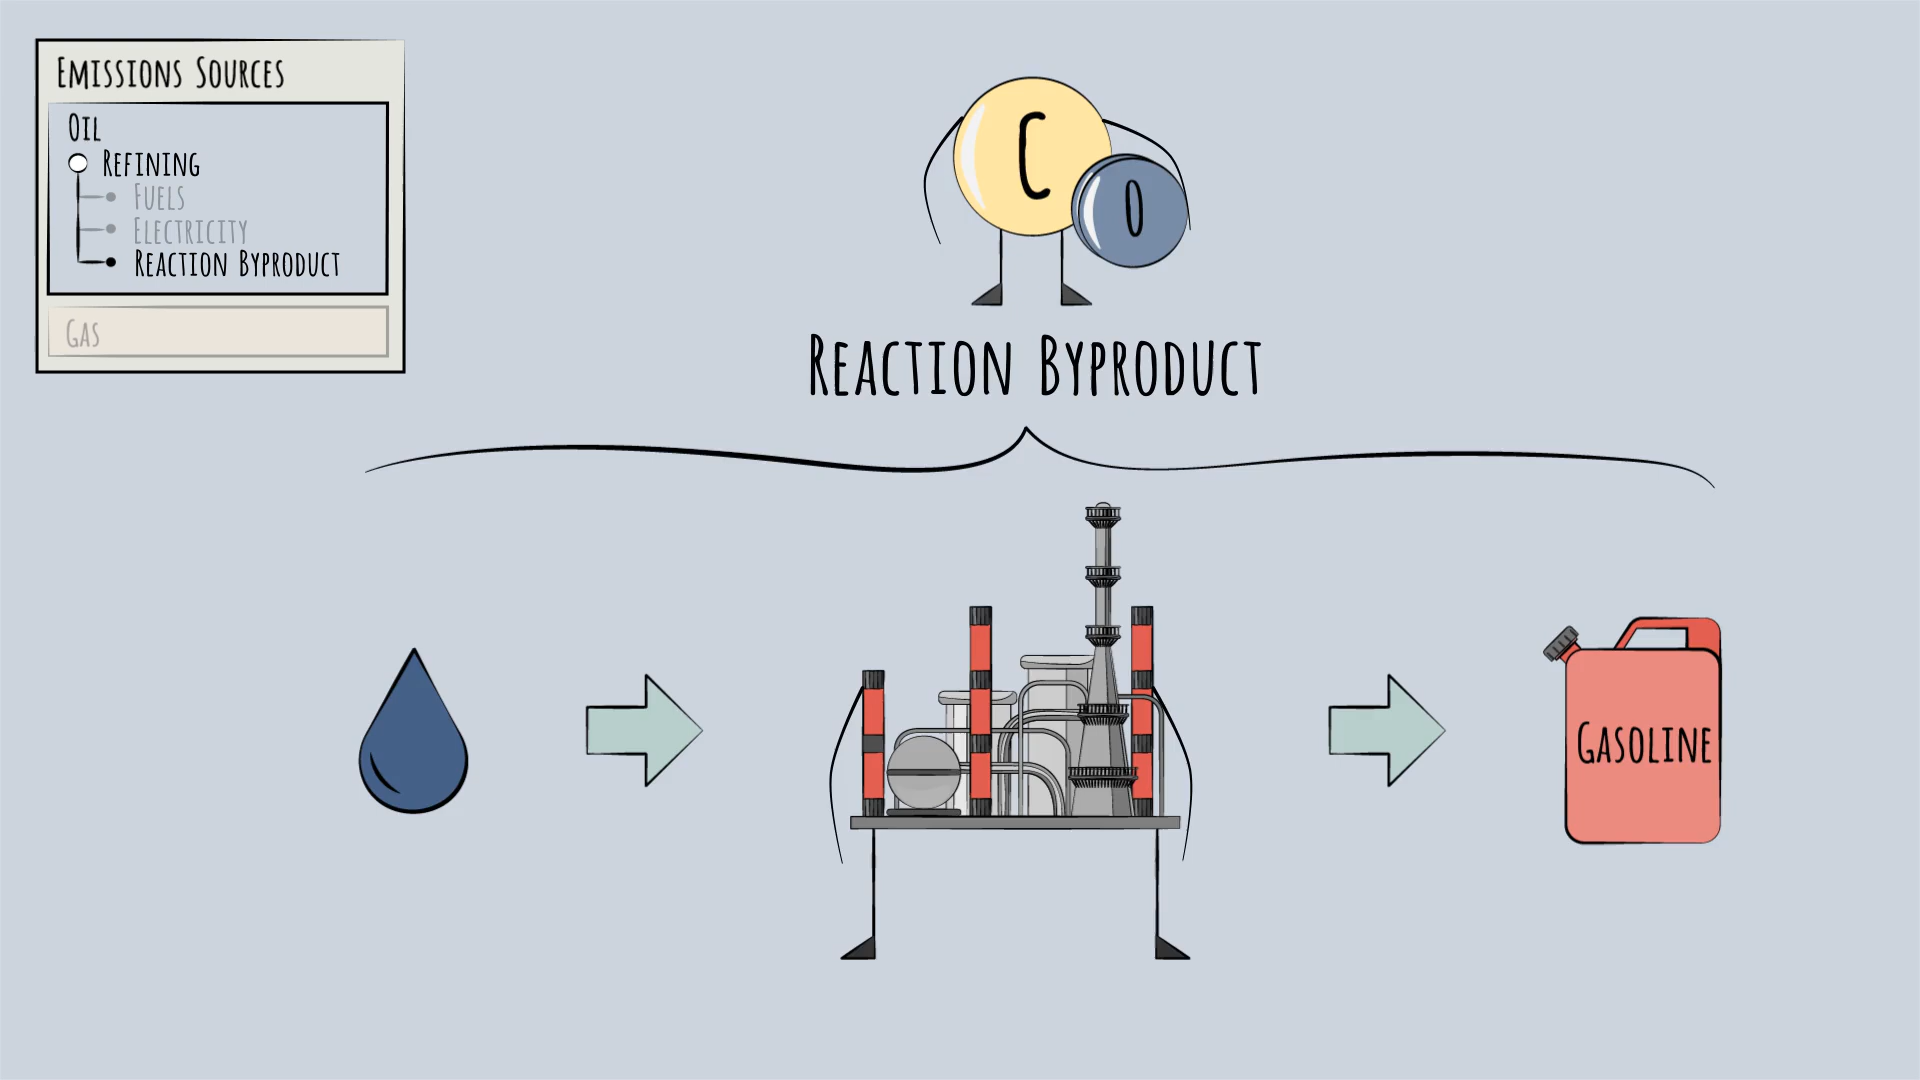 Emissions Sources
Oil
Refining
Fuels
Electricity
Reaction Byproduct
Gas
C
O
Reaction Byproduct
Gasoline